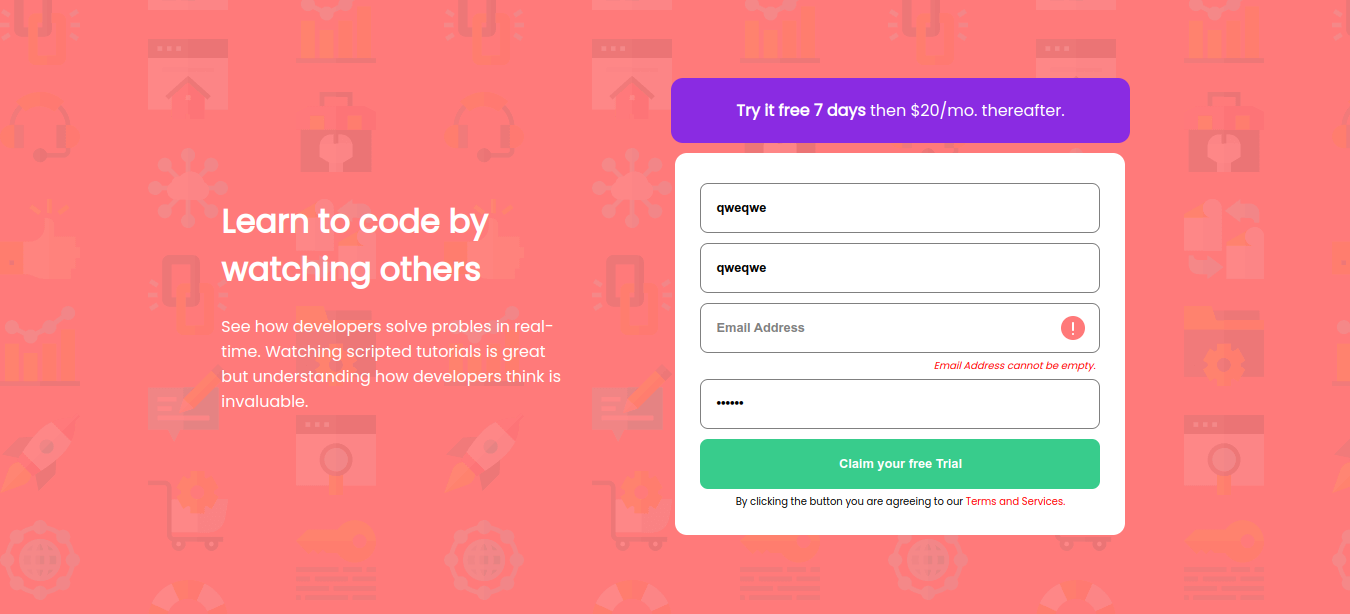 Try it free 7 days then $20/mo. thereafter.
Learn to code by
watching others
See how developers solve probles in real-
time. Watching scripted tutorials is great
but understanding how developers think is
invaluable.
qweqwe
qweqwe
Email Address
Email Address cannot be empty.
••••••
Claim your free Trial
By clicking the button you are agreeing to our Terms and Services.